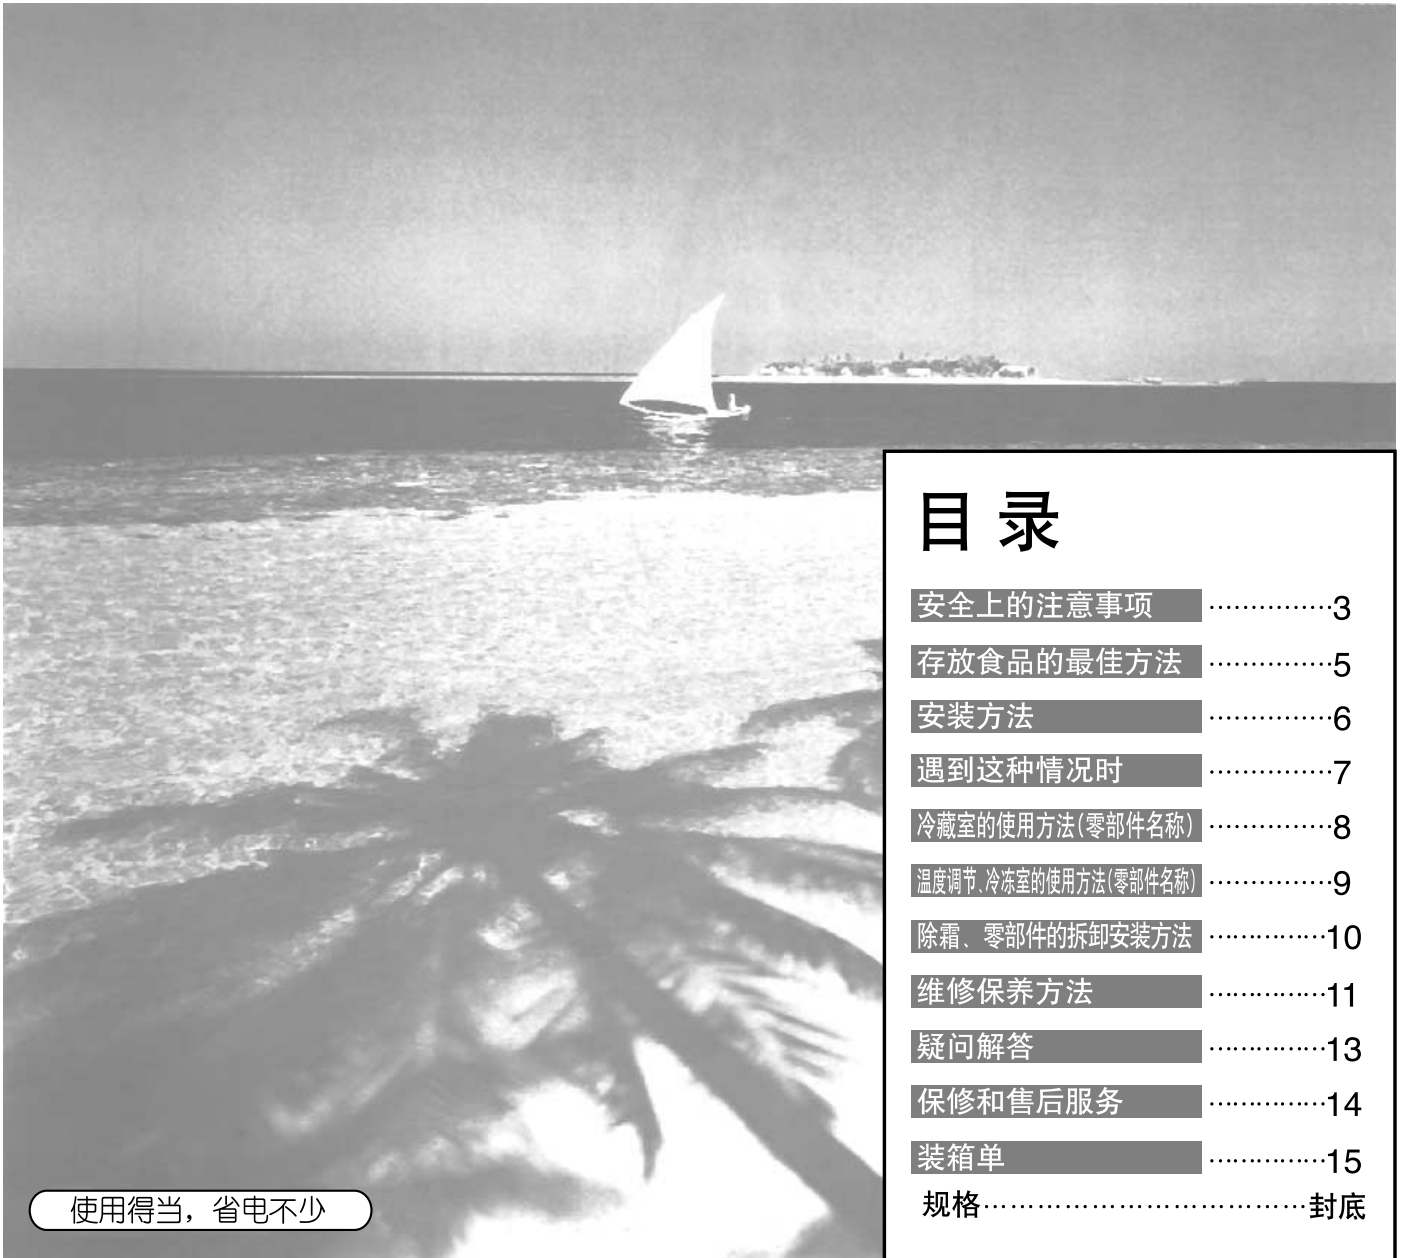 目录
安全上的注意事项……………3
存放食品的最佳方法……………5
安装方法……………6
遇到这种情况时……………7
冷藏室的使用方法(零部件名称)……………8
温度调节、冷冻室的使用方法(零部件名称)……………9
除霜、零部件的拆卸安装方法……………10
维修保养方法……………11
疑问解答……………13
保修和售后服务……………14
装箱单……………15
规格………………………………封底
使用得当，省电不少